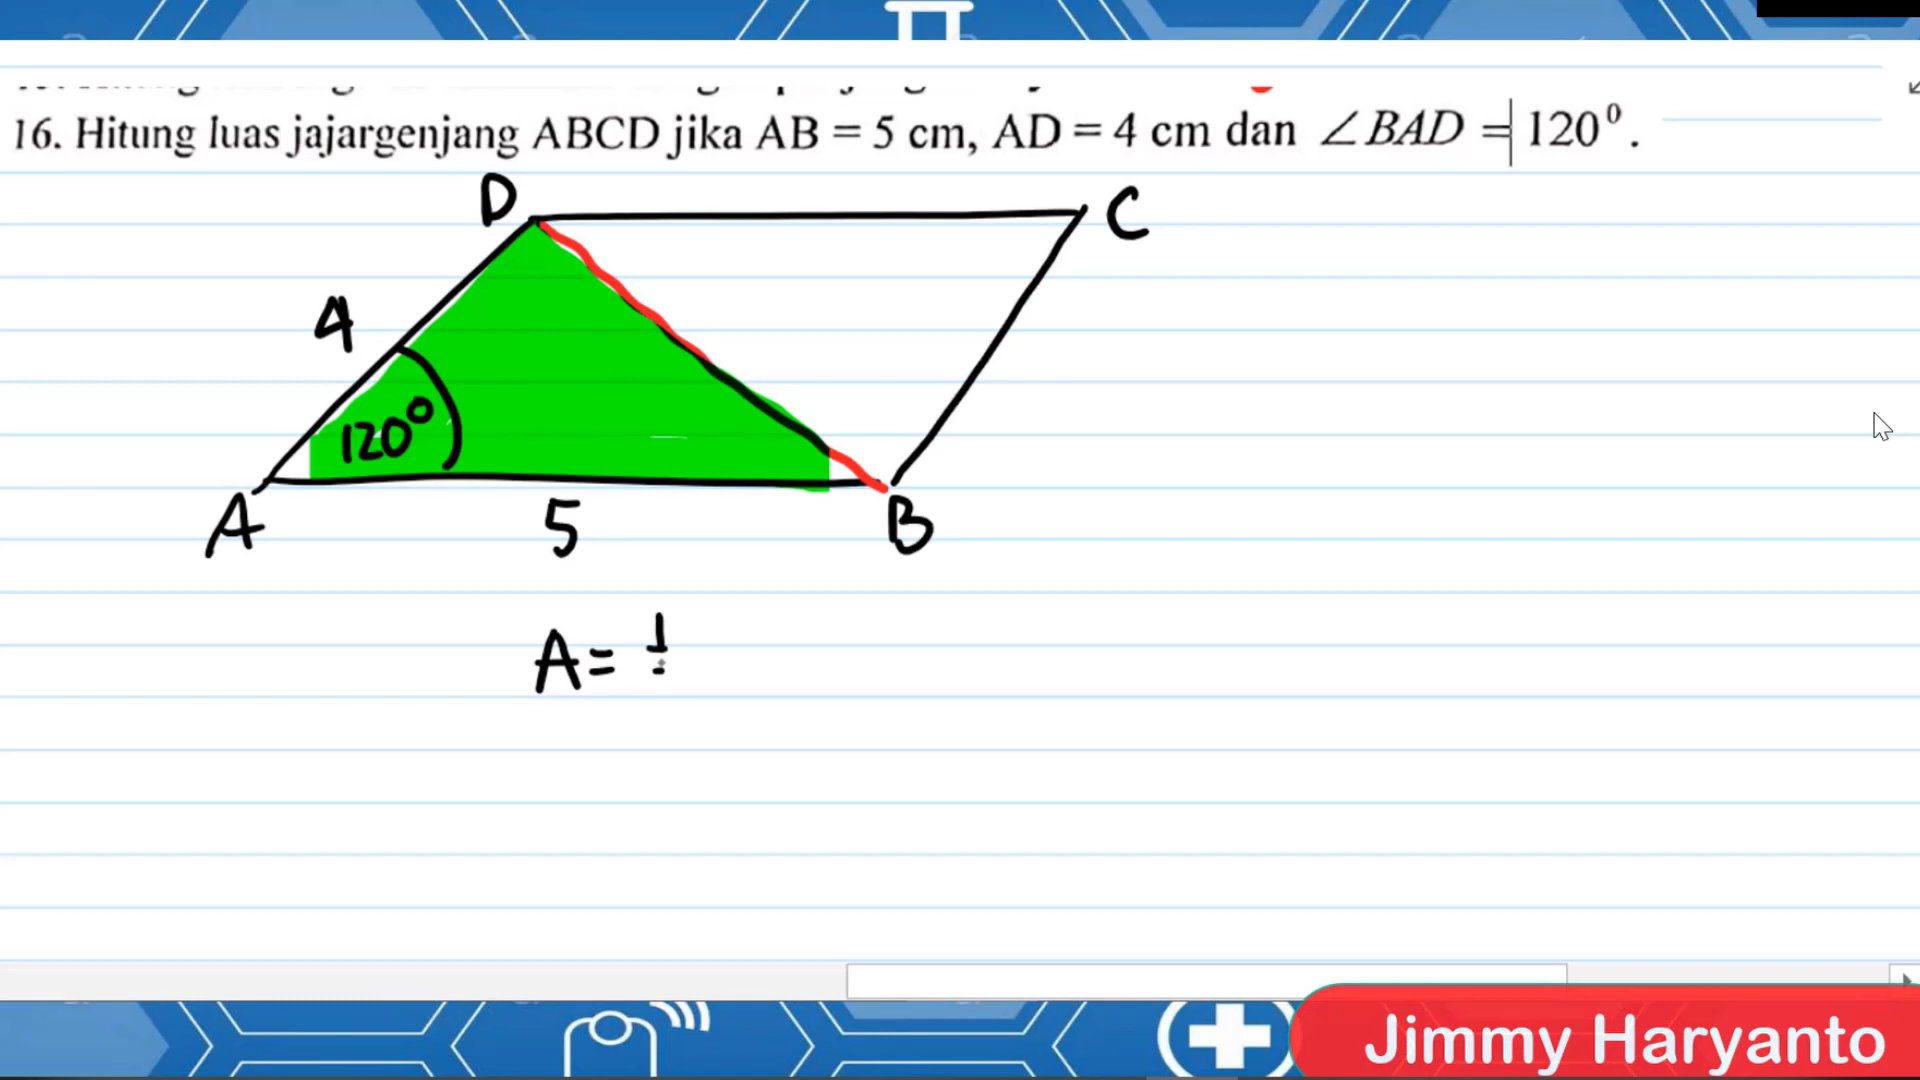 16. Hitung luas jajargenjang ABCD jika AB = 5 cm, AD = 4 cm dan ∠BAD = 120⁰.
D
C
4
120⁰
A
5
B
A =
Jimmy Haryanto